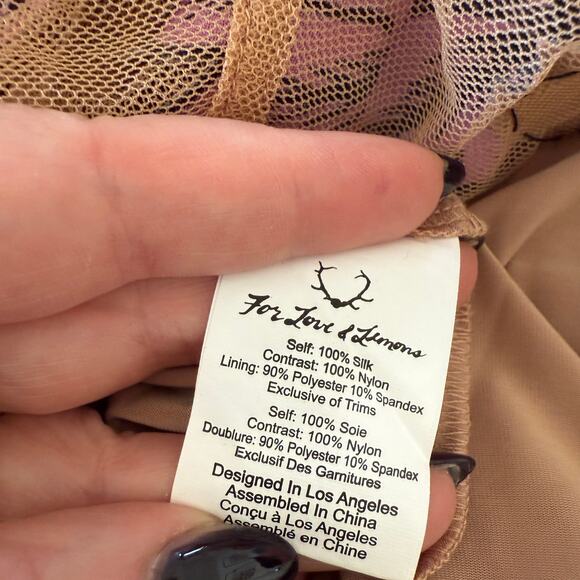 For Love & Lemons
Self: 100% Silk
Contrast: 100% Nylon
Lining: 90% Polyester 10% Spandex
Exclusive of Trims
Self: 100% Soie
Contrast: 100% Nylon
Doublure: 90% Polyester 10% Spandex
Exclusif Des Garnitures
Designed In Los Angeles
Assembled In China
Conçu à Los Angeles
Assemblé en Chine